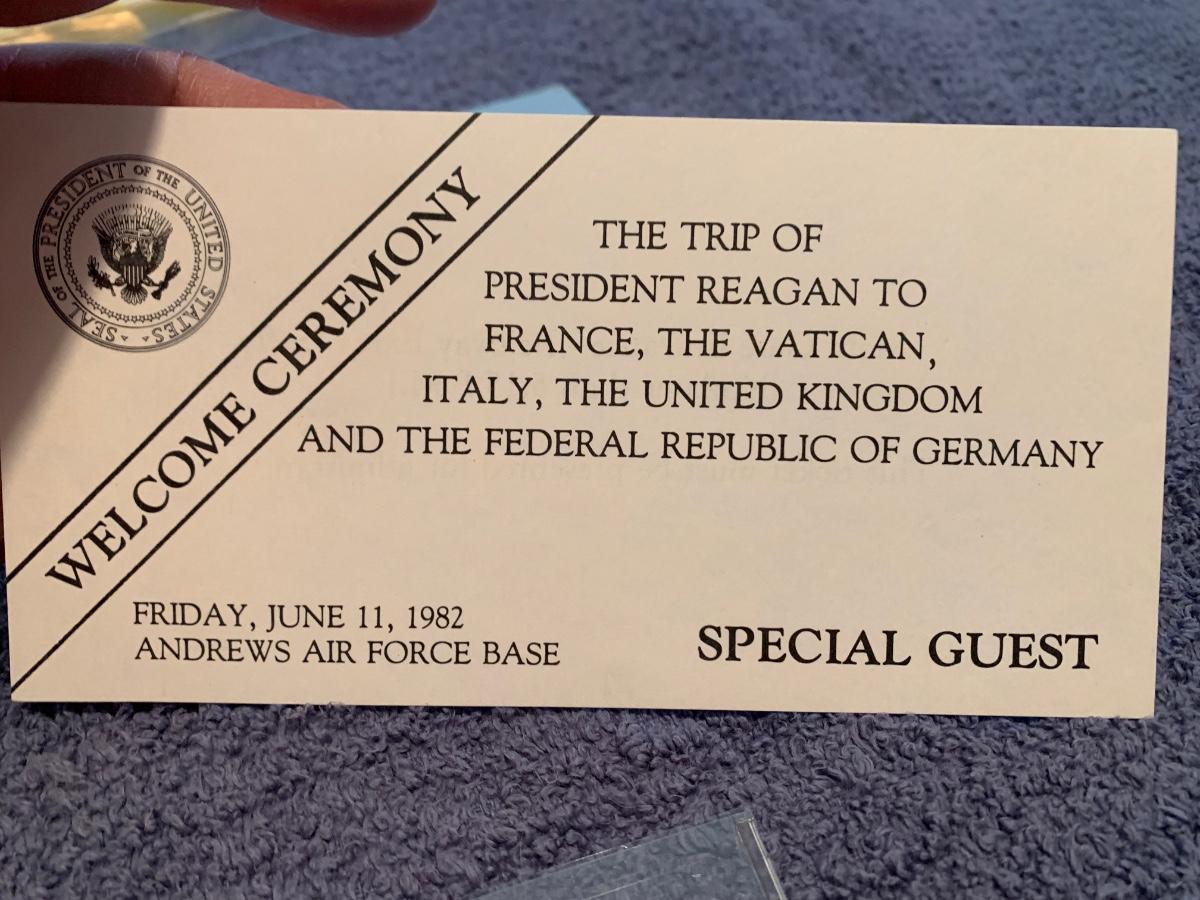 SEAL OF THE PRESIDENT OF THE UNITED STATES
WELCOME CEREMONY
THE TRIP OF
PRESIDENT REAGAN TO
FRANCE, THE VATICAN,
ITALY, THE UNITED KINGDOM
AND THE FEDERAL REPUBLIC OF GERMANY
FRIDAY, JUNE 11, 1982
ANDREWS AIR FORCE BASE
SPECIAL GUEST